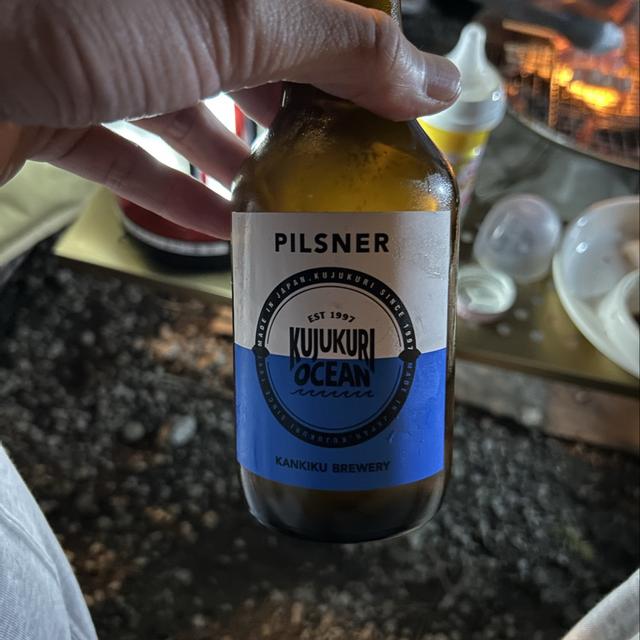 PILSNER
MADE IN JAPAN.KUJUKURI SINCE 1997
EST 1997
KUJUKURI
OCEAN
KANKIKU BREWERY